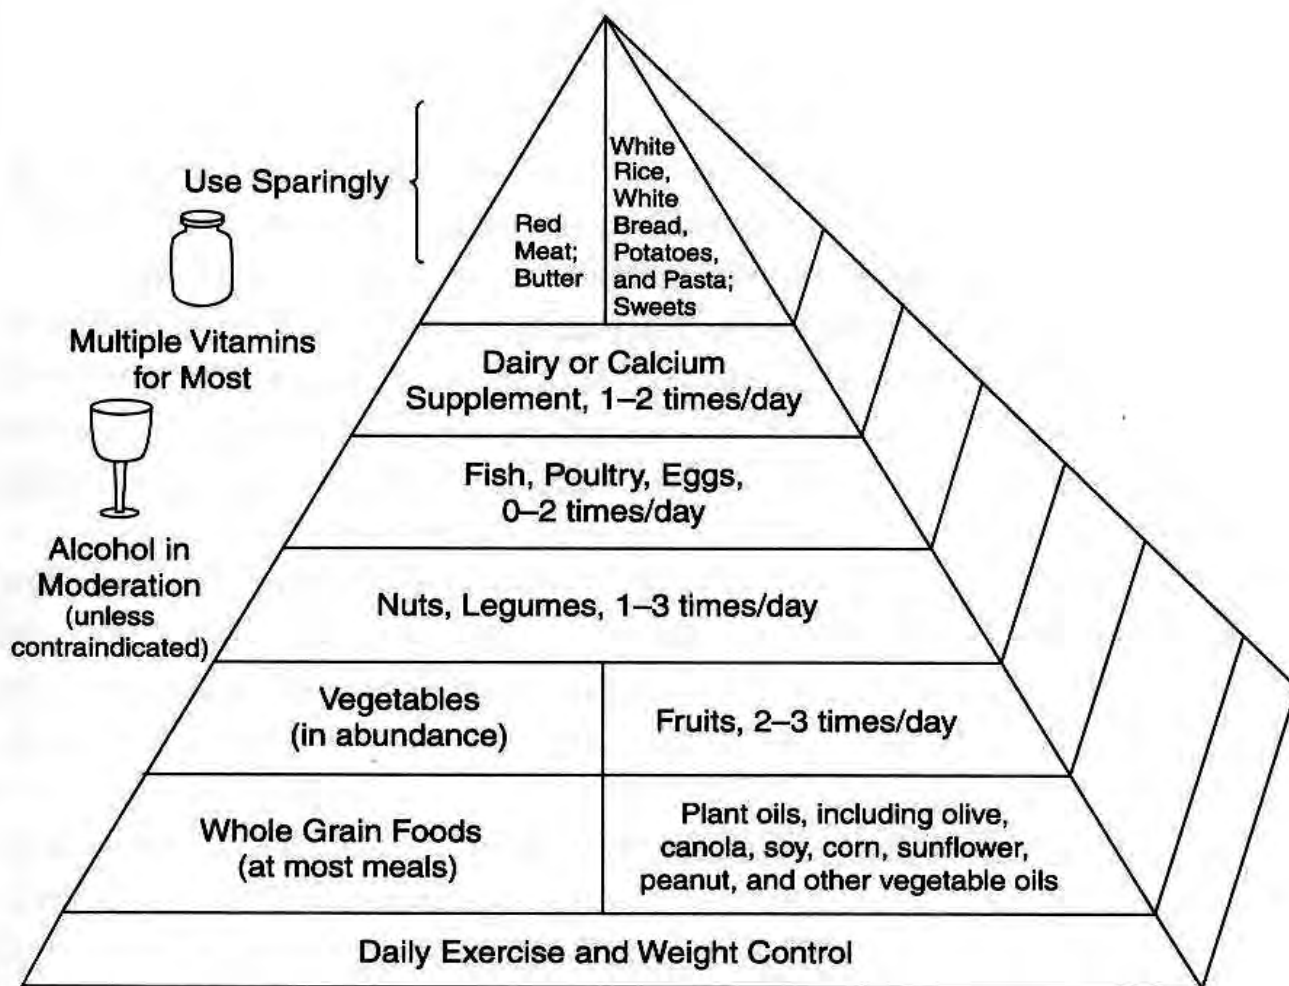 Use Sparingly
Red
Meat;
Butter
White
Rice,
White
Bread,
Potatoes,
and Pasta;
Sweets
Multiple Vitamins
for Most
Alcohol in
Moderation
(unless
contraindicated)
Dairy or Calcium
Supplement, 1–2 times/day
Fish, Poultry, Eggs,
0–2 times/day
Nuts, Legumes, 1–3 times/day
Vegetables
(in abundance)
Fruits, 2–3 times/day
Whole Grain Foods
(at most meals)
Plant oils, including olive,
canola, soy, corn, sunflower,
peanut, and other vegetable oils
Daily Exercise and Weight Control